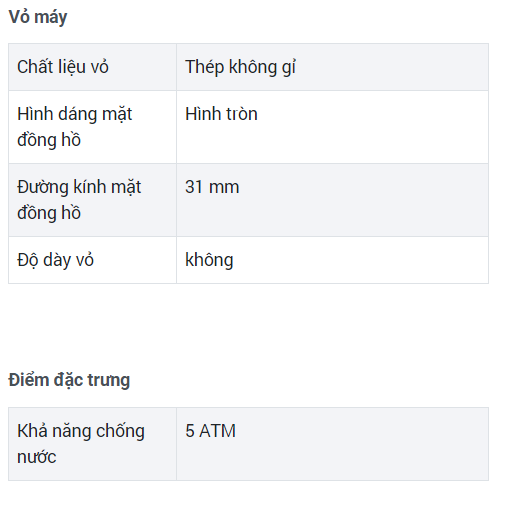 Vỏ máy
Chất liệu vỏ
Thép không gỉ
Hình dáng mặt
đồng hồ
Hình tròn
Đường kính mặt
đồng hồ
31 mm
Độ dày vỏ
không
Điểm đặc trưng
Khả năng chống
nước
5 ATM